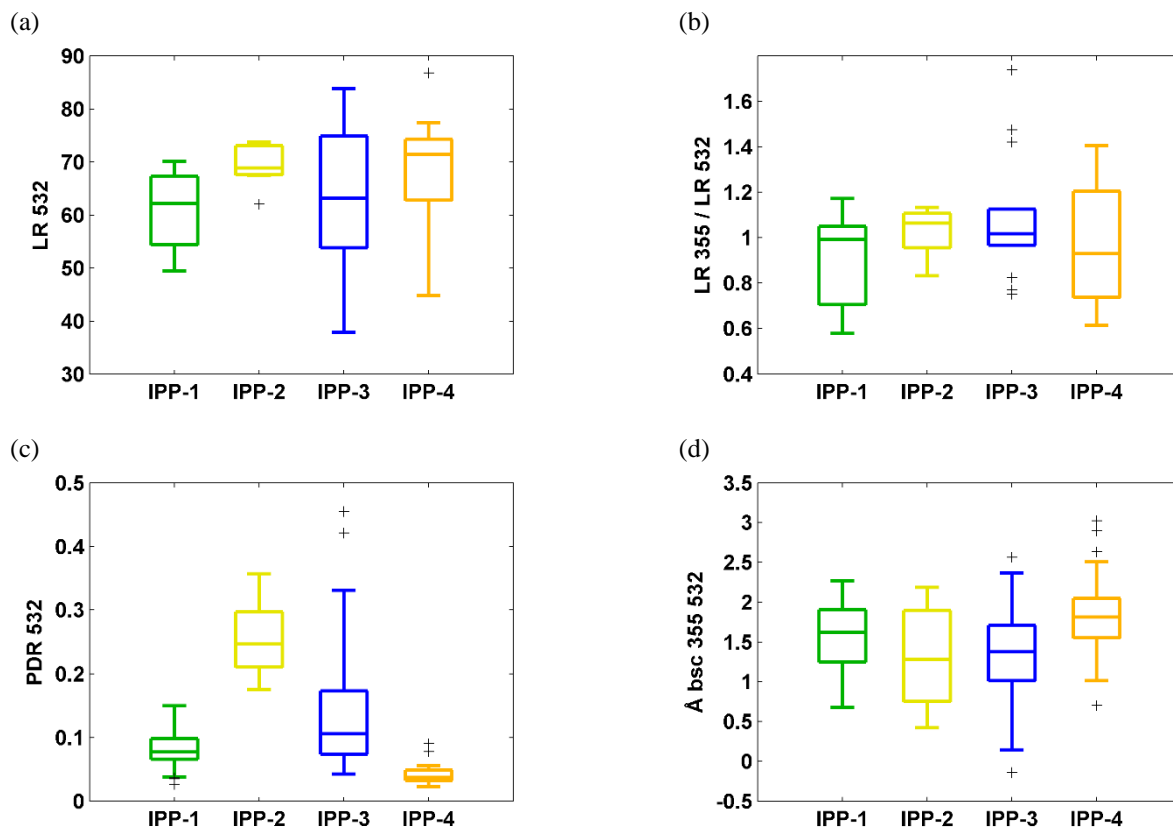 (a)
(b)
LR 532
90
80
70
60
50
40
30
IPP-1 IPP-2 IPP-3 IPP-4
LR 355 / LR 532
1.6
1.4
1.2
1
0.8
0.6
0.4
IPP-1 IPP-2 IPP-3 IPP-4
(c)
(d)
PDR 532
0.5
0.4
0.3
0.2
0.1
0
IPP-1 IPP-2 IPP-3 IPP-4
Å bsc 355 532
3.5
3
2.5
2
1.5
1
0.5
0
-0.5
IPP-1 IPP-2 IPP-3 IPP-4